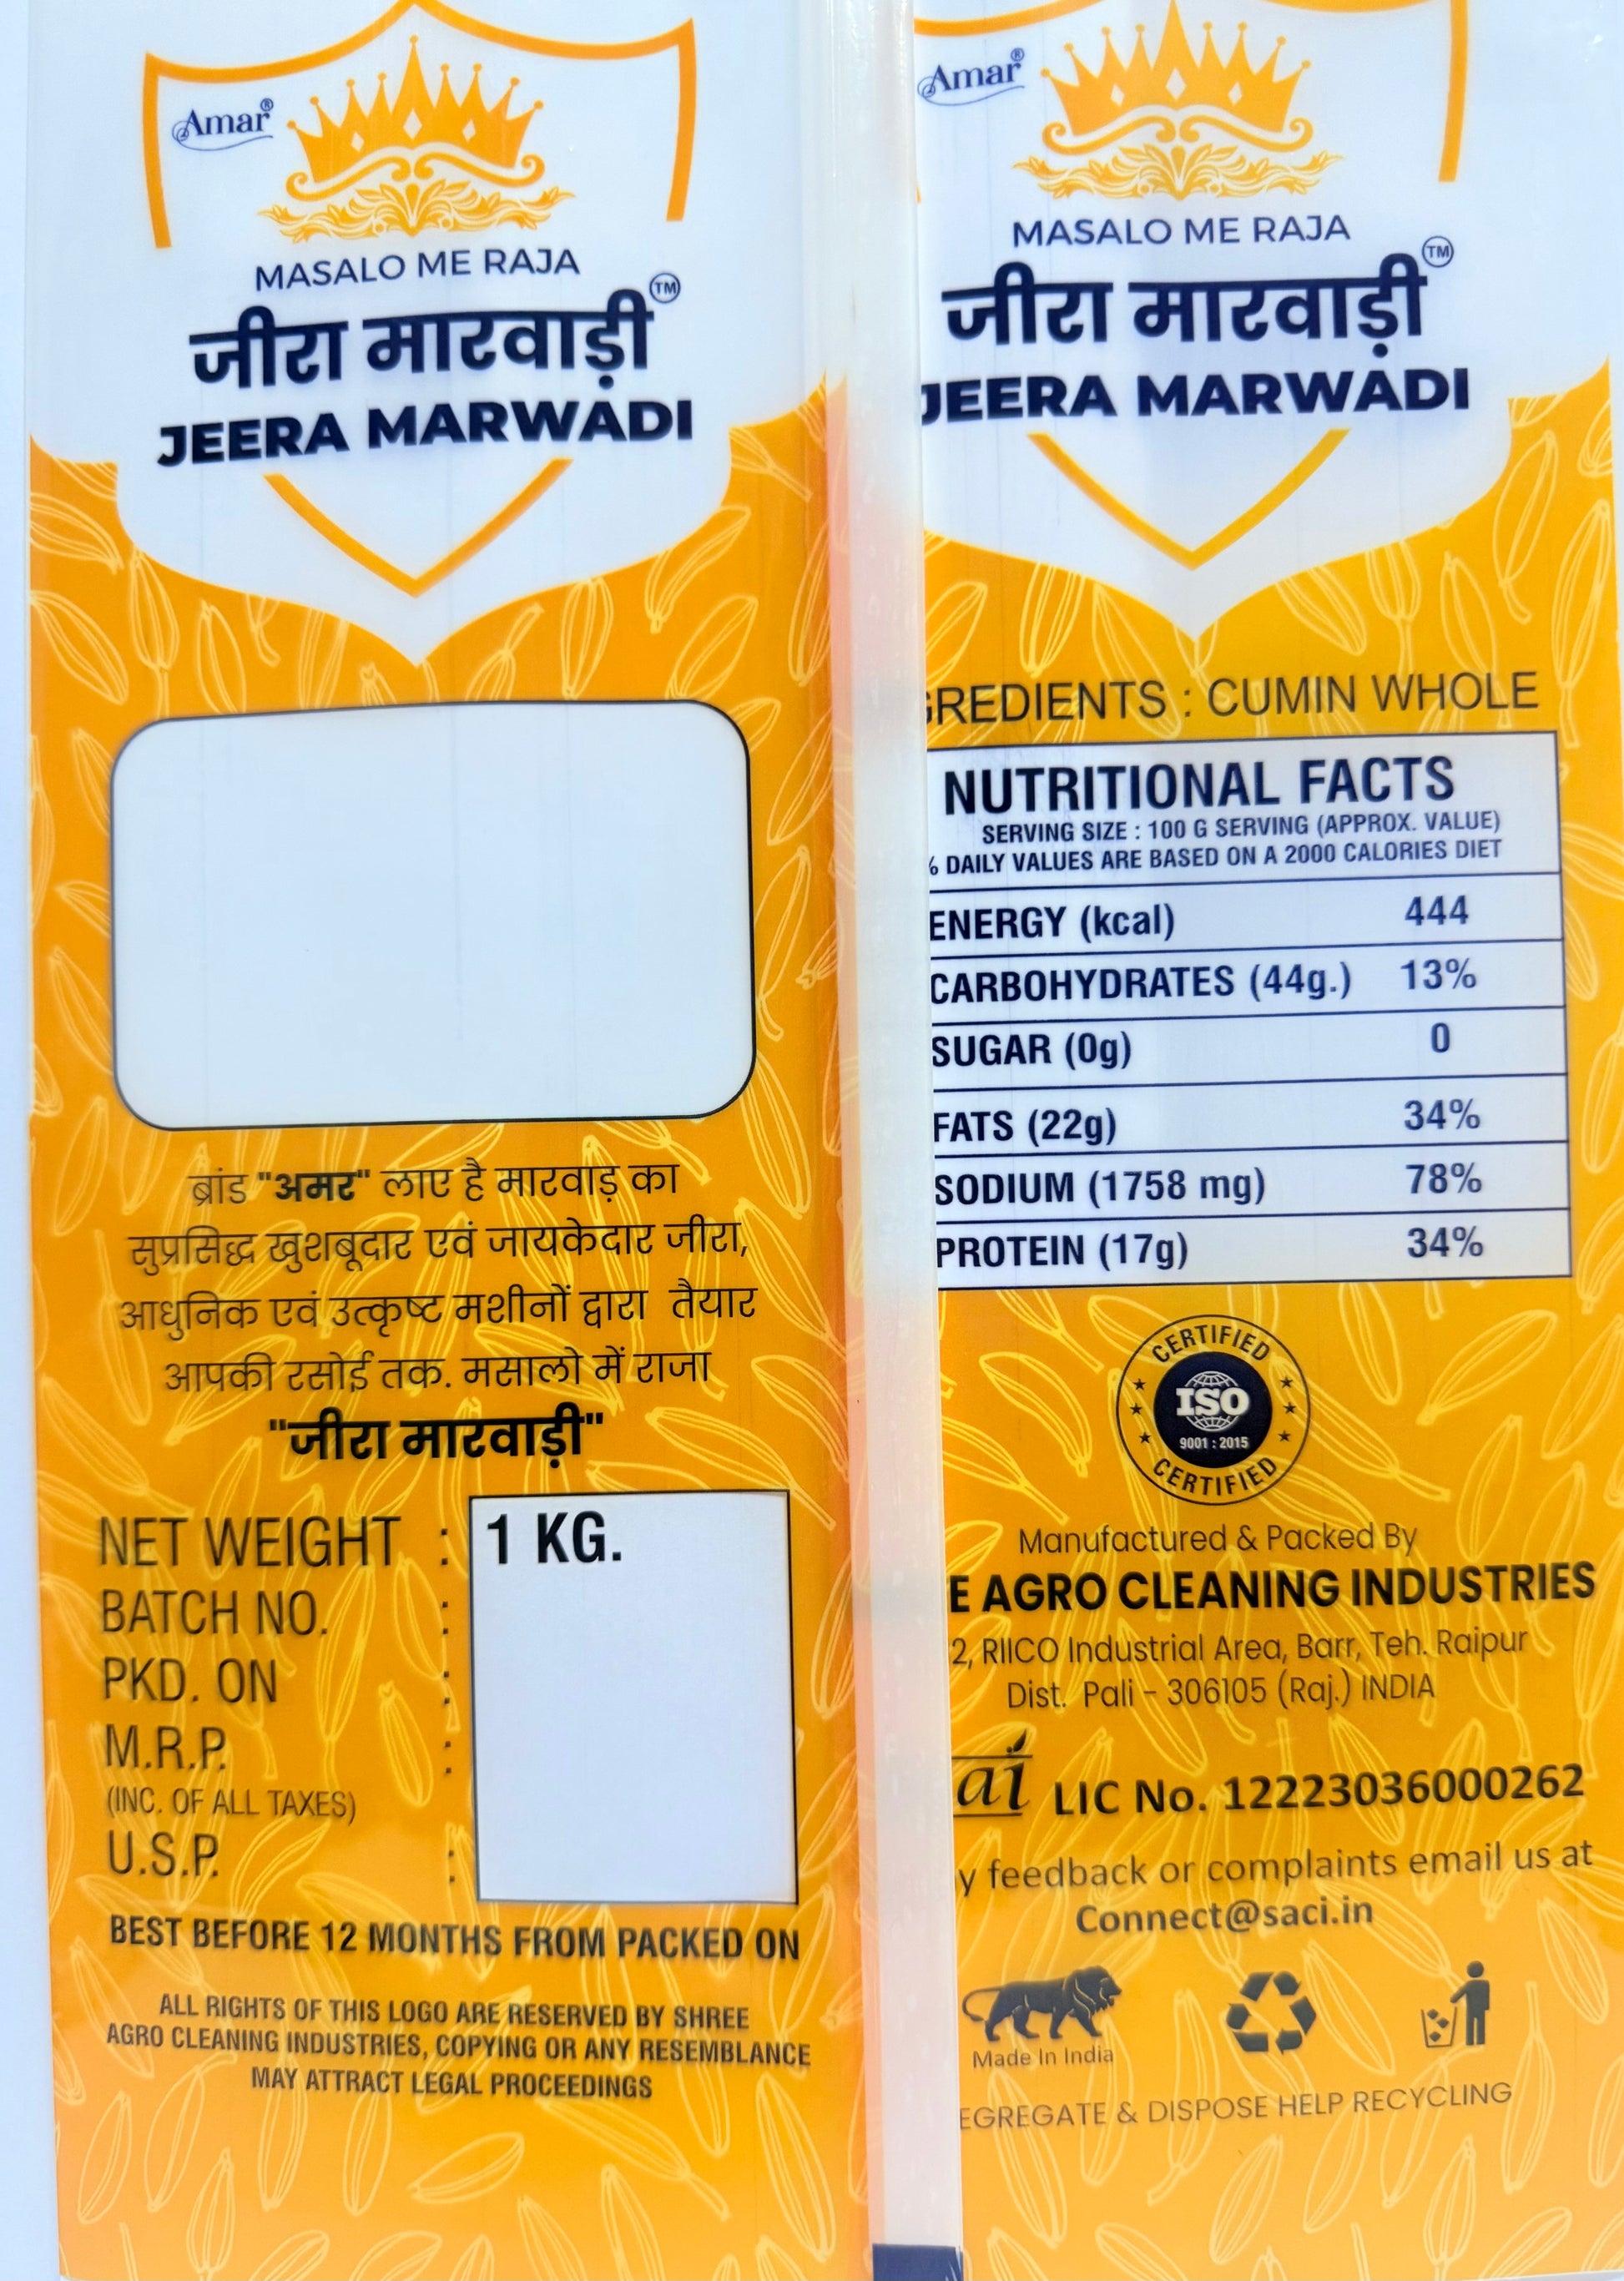 Amar®
MASALO ME RAJA
जीरा मारवाड़ी TM
JEERA MARWADI
ब्रांड "अमर" लाए है मारवाड़ का
सुप्रसिद्ध खुशबूदार एवं जायकेदार जीरा,
आधुनिक एवं उत्कृष्ट मशीनों द्वारा तैयार
आपकी रसोई तक. मसालो में राजा
"जीरा मारवाड़ी"
NET WEIGHT : 1 KG.
BATCH NO. :
PKD. ON :
M.R.P. :
(INC. OF ALL TAXES)
U.S.P. :
BEST BEFORE 12 MONTHS FROM PACKED ON
ALL RIGHTS OF THIS LOGO ARE RESERVED BY SHREE
AGRO CLEANING INDUSTRIES, COPYING OR ANY RESEMBLANCE
MAY ATTRACT LEGAL PROCEEDINGS
Amar®
MASALO ME RAJA
जीरा मारवाड़ी TM
JEERA MARWADI
GREDIENTS : CUMIN WHOLE
NUTRITIONAL FACTS
SERVING SIZE : 100 G SERVING (APPROX. VALUE)
% DAILY VALUES ARE BASED ON A 2000 CALORIES DIET
ENERGY (kcal) 444
CARBOHYDRATES (44g.) 13%
SUGAR (0g) 0
FATS (22g) 34%
SODIUM (1758 mg) 78%
PROTEIN (17g) 34%
CERTIFIED
ISO
9001 : 2015
CERTIFIED
Manufactured & Packed By
E AGRO CLEANING INDUSTRIES
2, RIICO Industrial Area, Barr, Teh. Raipur
Dist. Pali - 306105 (Raj.) INDIA
ai LIC No. 12223036000262
y feedback or complaints email us at
Connect@saci.in
Made In India
EGREGATE & DISPOSE HELP RECYCLING